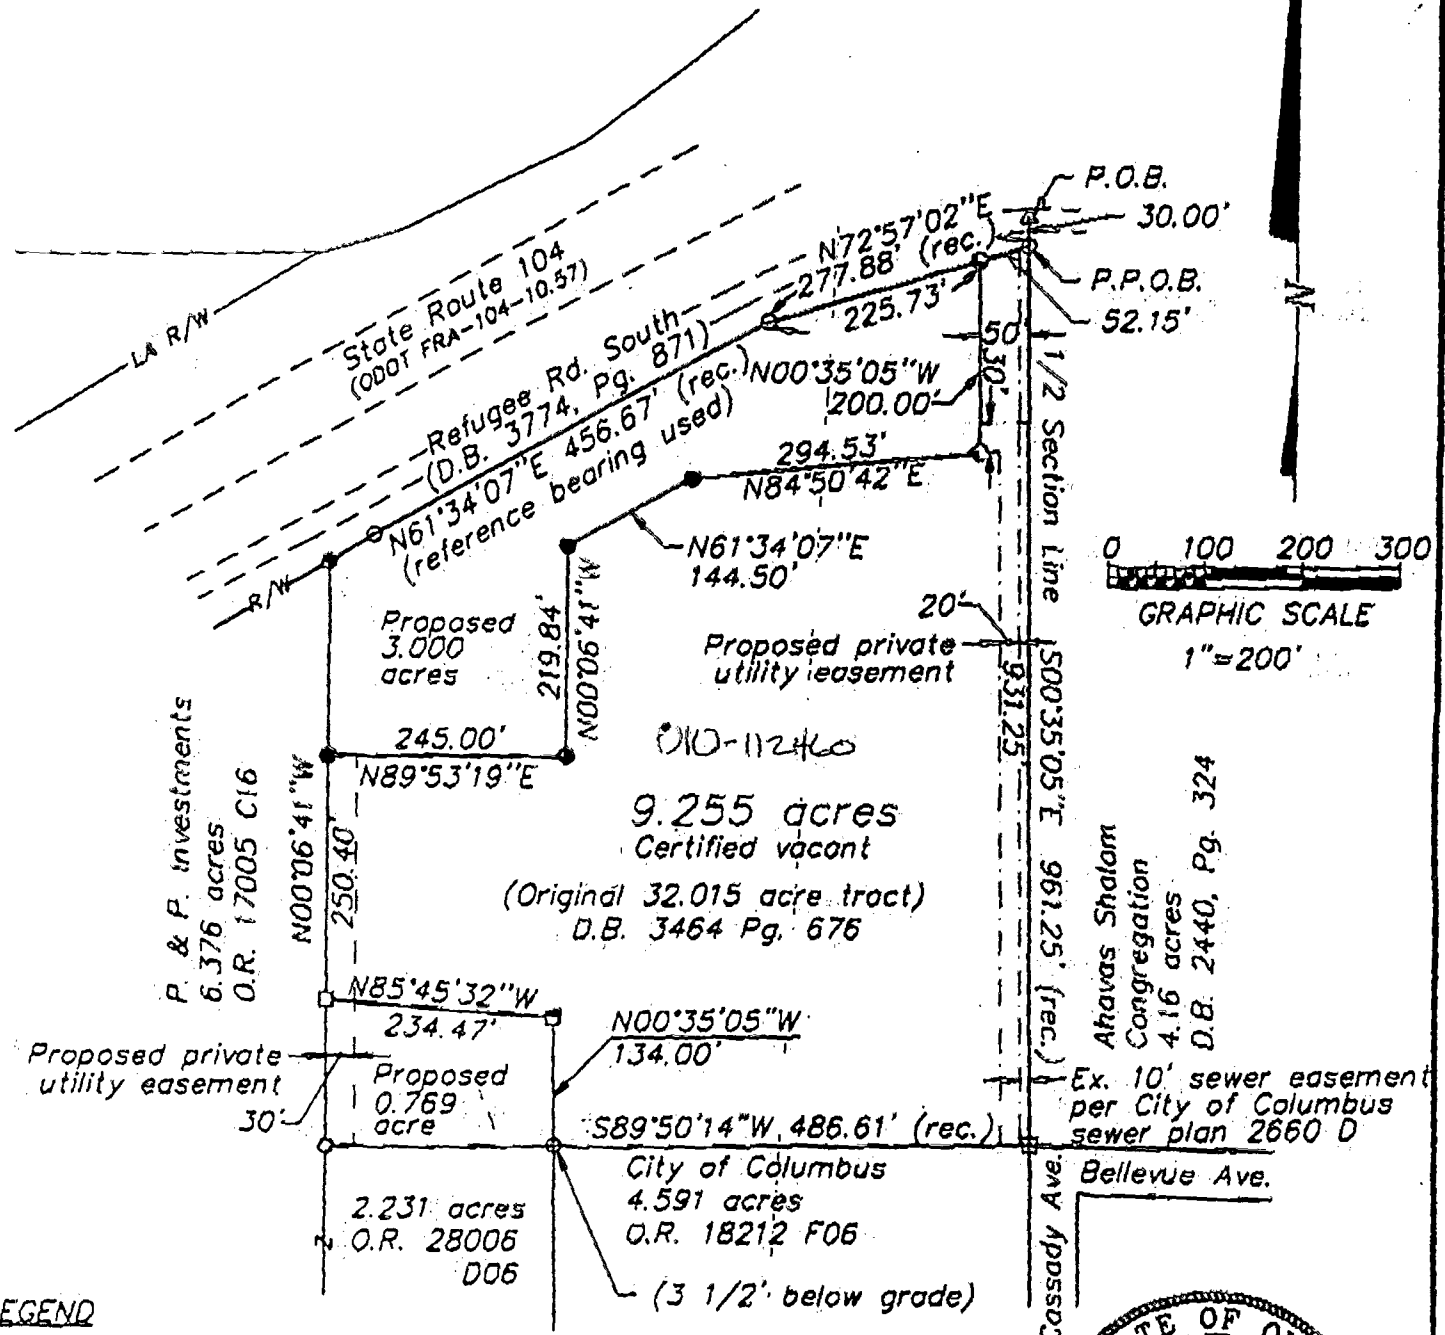 P.O.B.
30.00'
N72°57'02"E
277.88' (rec.)
225.73'
P.P.O.B.
52.15'
50'
30'
N
State Route 104
(ODOT FRA-104-10.57)
LA R/W
Refugee Rd. South
(D.B. 3774, Pg. 871)
N61°34'07"E 456.67' (rec.)
(reference bearing used)
N00°35'05"W
200.00'
294.53'
N84°50'42"E
N61°34'07"E
144.50'
R/W
1/2 Section Line S00°35'05"E 961.25' (rec.)
931.25'
0 100 200 300
GRAPHIC SCALE
1"=200'
Proposed
3.000
acres
219.84'
N00°06'41"W
20'
Proposed private
utility easement
245.00'
N89°53'19"E
010-112460
9.255 acres
Certified vacant
(Original 32.015 acre tract)
D.B. 3464 Pg. 676
P. & P. Investments
6.376 acres
O.R. 17005 C16
N00°06'41"W
250.40'
Ahavas Shalom
Congregation
4.16 acres
D.B. 2440, Pg. 324
N85°45'32"W
234.47'
N00°35'05"W
134.00'
Proposed private
utility easement
30'
Proposed
0.769
acre
Ex. 10' sewer easement
per City of Columbus
sewer plan 2660 D
S89°50'14"W 486.61' (rec.)
City of Columbus
4.591 acres
O.R. 18212 F06
Bellevue Ave.
Cassady Ave.
2.231 acres
O.R. 28006
D06
(3 1/2' below grade)
EGEND
TE OF O